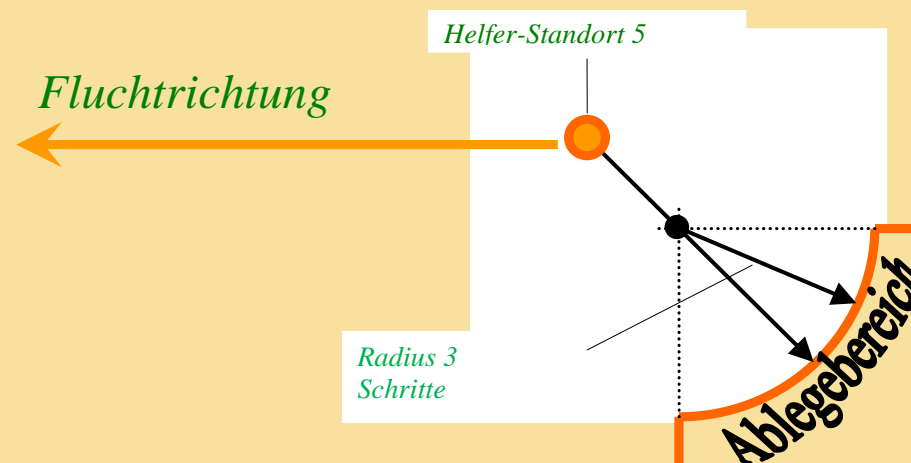 Helfer-Standort 5
Fluchtrichtung
Radius 3
Schritte
Ablegebereich